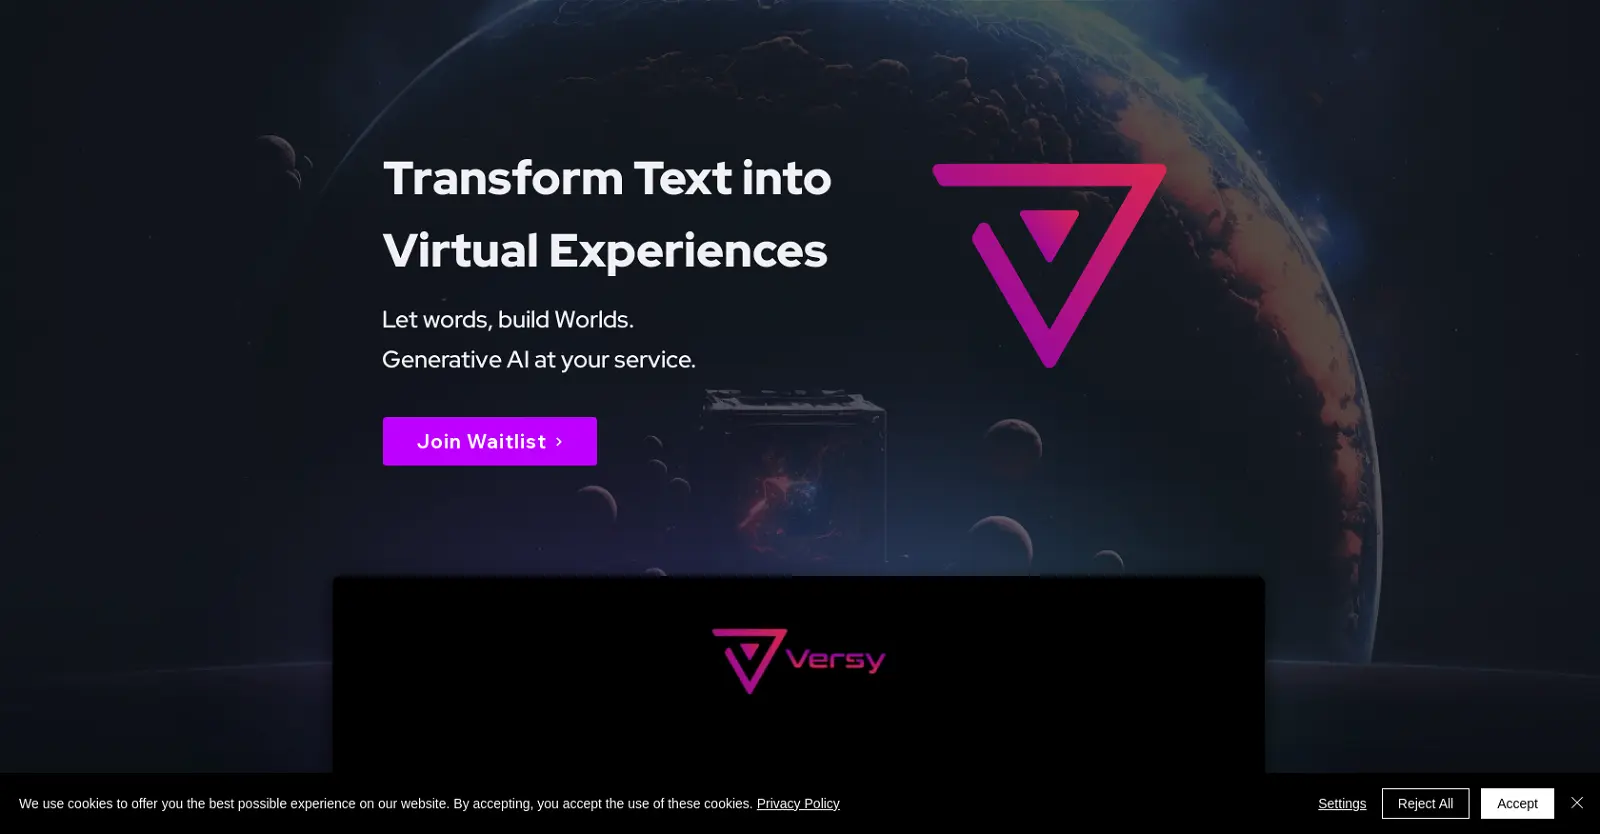 Transform Text into
Virtual Experiences
Let words, build Worlds.
Generative AI at your service.
Join Waitlist >
Versy
We use cookies to offer you the best possible experience on our website. By accepting, you accept the use of these cookies. Privacy Policy
Settings
Reject All
Accept